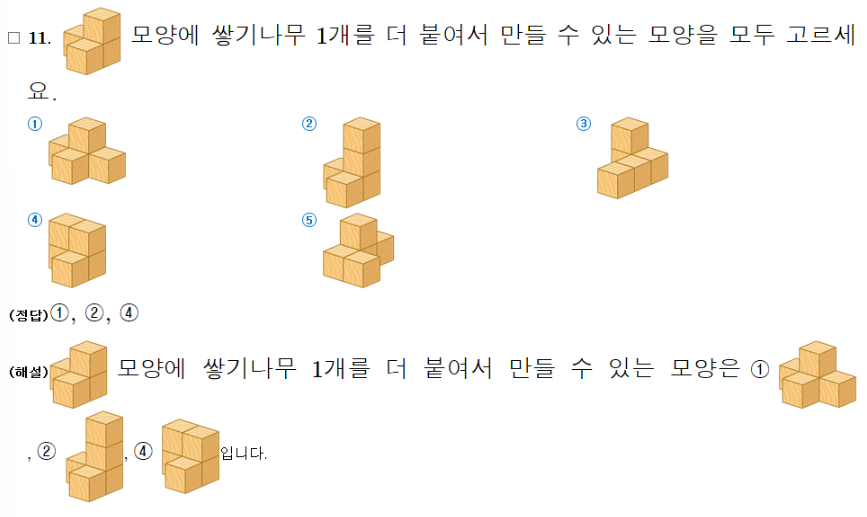 □ 11. 모양에 쌓기나무 1개를 더 붙여서 만들 수 있는 모양을 모두 고르세
요.
① ② ③
④ ⑤
(정답)①, ②, ④
(해설) 모양에 쌓기나무 1개를 더 붙여서 만들 수 있는 모양은 ①
, ② , ④ 입니다.